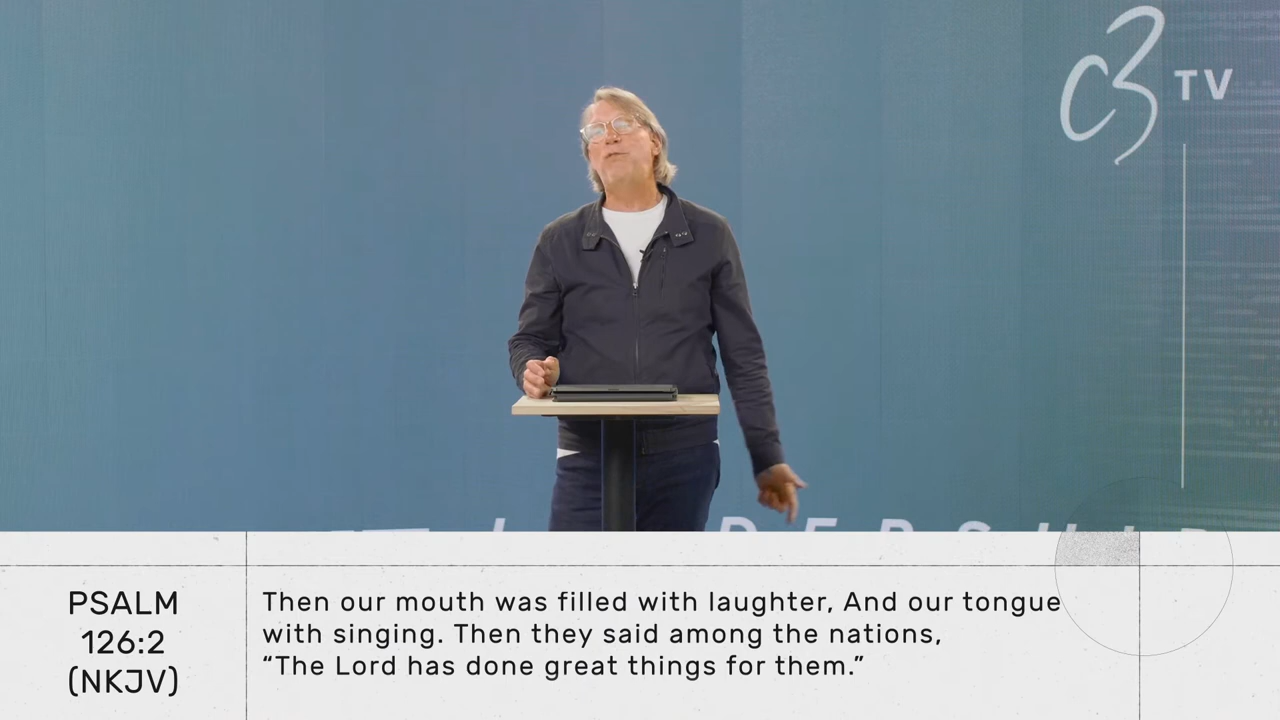 C3 TV
LEADERSHIP
PSALM
126:2
(NKJV)
Then our mouth was filled with laughter, And our tongue
with singing. Then they said among the nations,
“The Lord has done great things for them.”